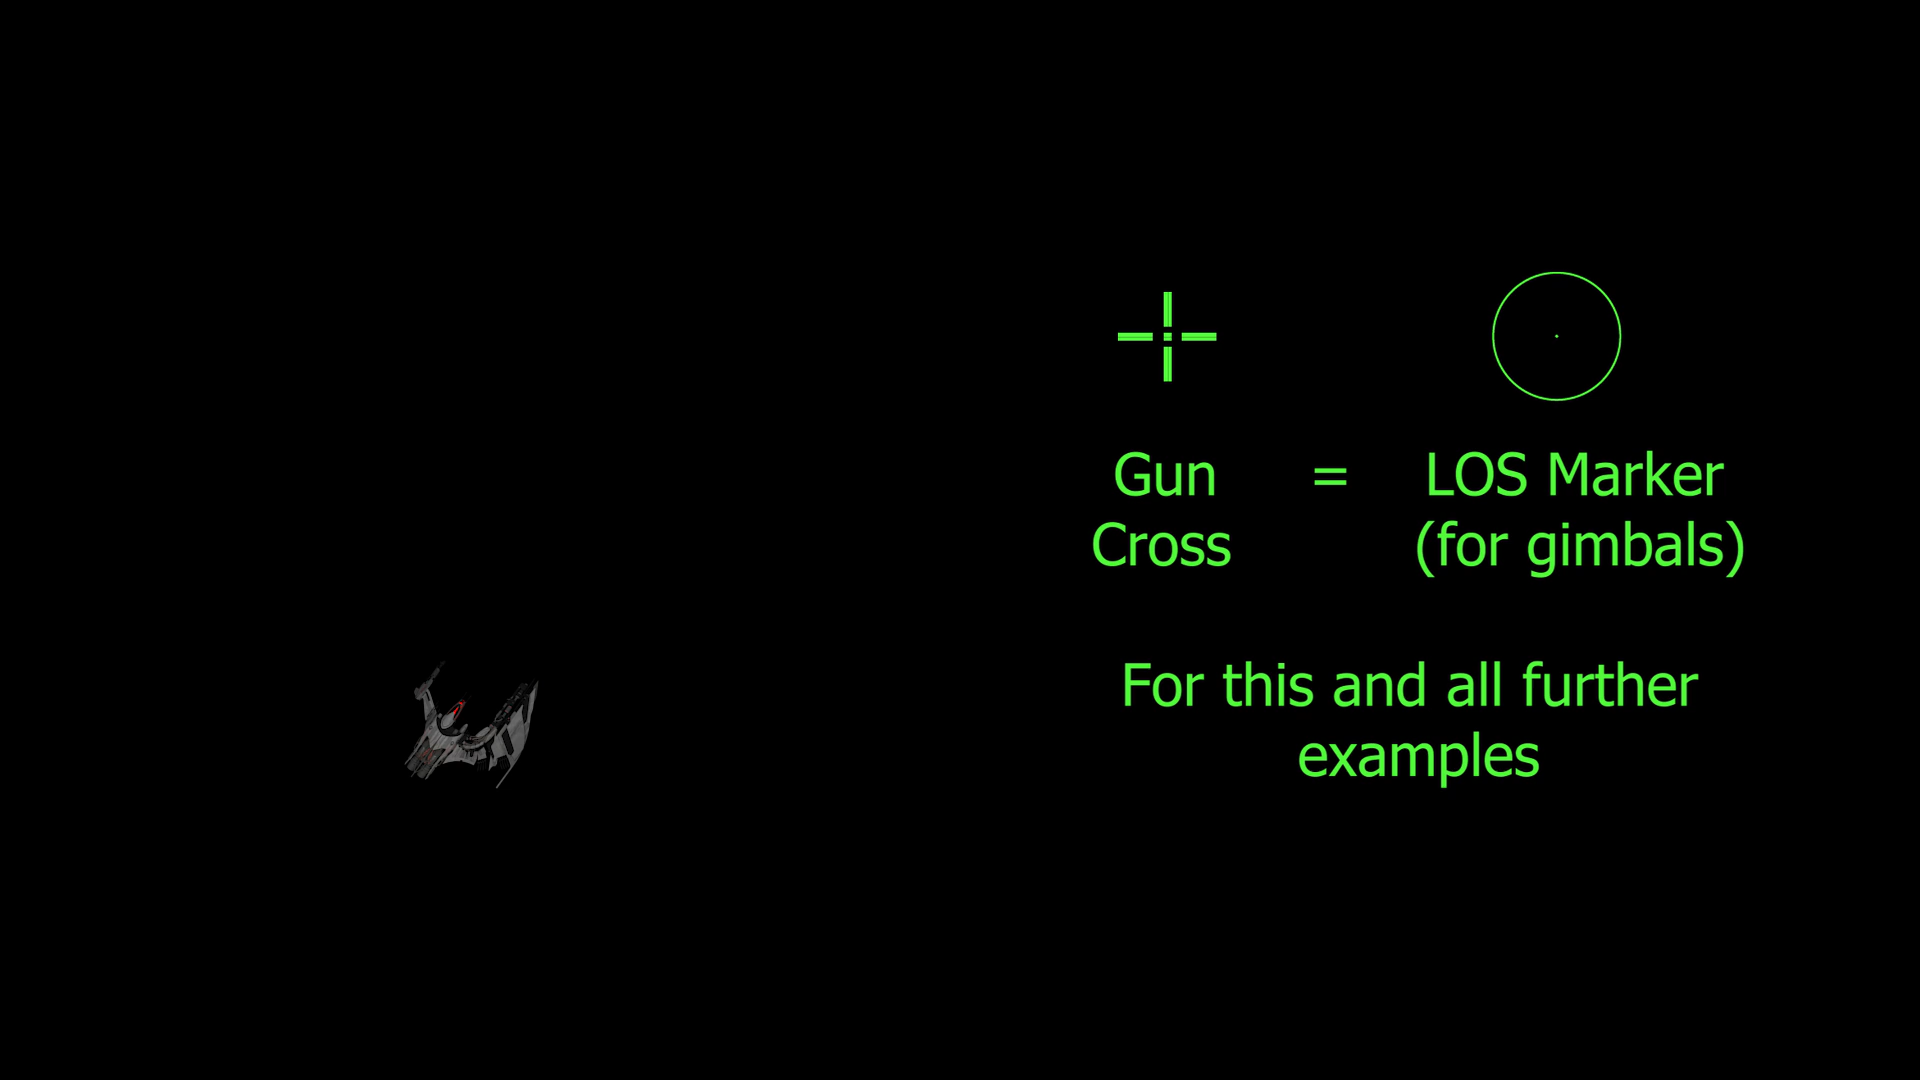 Gun = LOS Marker
Cross (for gimbals)
For this and all further
examples